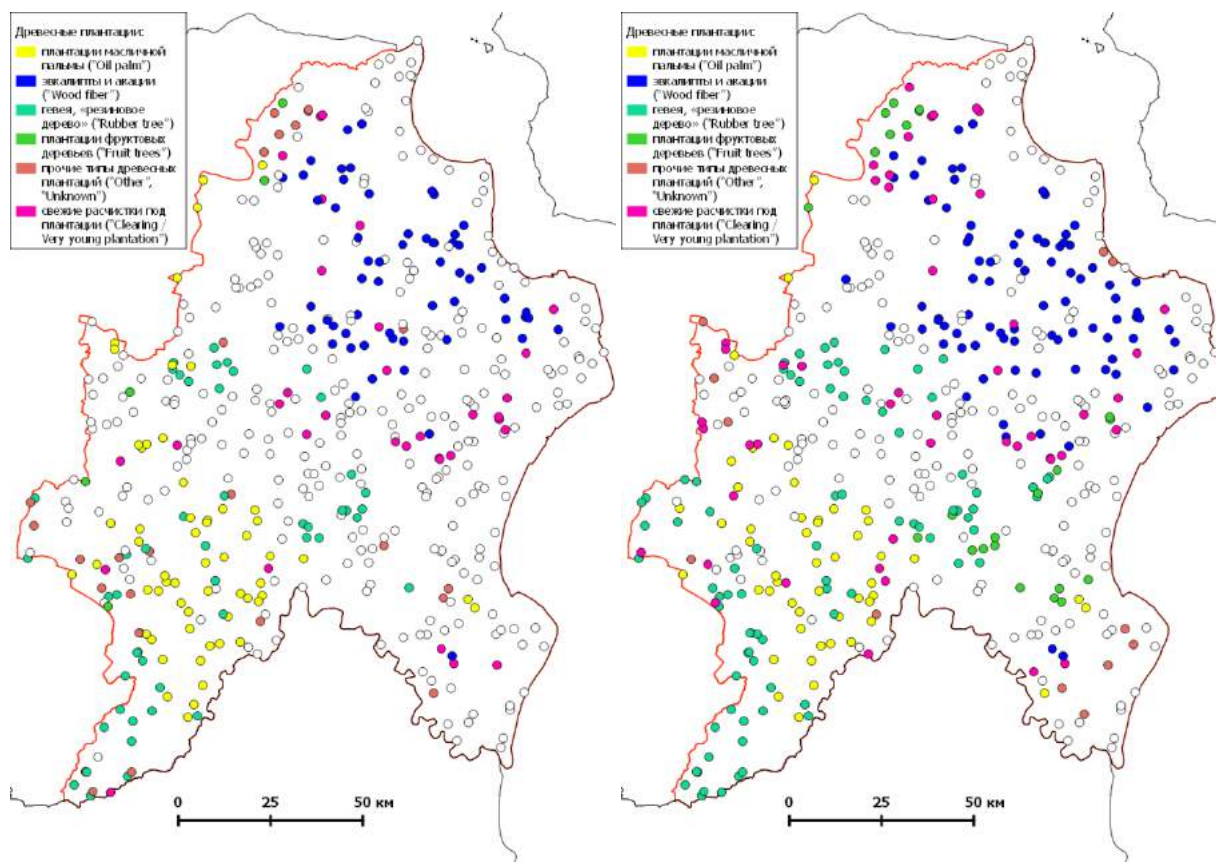 Древесные плантации:
плантации масличной
пальмы ("Oil palm")
эвкалипты и акации
("Wood fiber")
гевея, «резиновое
дерево» ("Rubber tree")
плантации фруктовых
деревьев ("Fruit trees")
прочие типы древесных
плантаций ("Other",
"Unknown")
свежие расчистки под
плантации ("Clearing /
Very young plantation")
0 25 50 км
Древесные плантации:
плантации масличной
пальмы ("Oil palm")
эвкалипты и акации
("Wood fiber")
гевея, «резиновое
дерево» ("Rubber tree")
плантации фруктовых
деревьев ("Fruit trees")
прочие типы древесных
плантаций ("Other",
"Unknown")
свежие расчистки под
плантации ("Clearing /
Very young plantation")
0 25 50 км